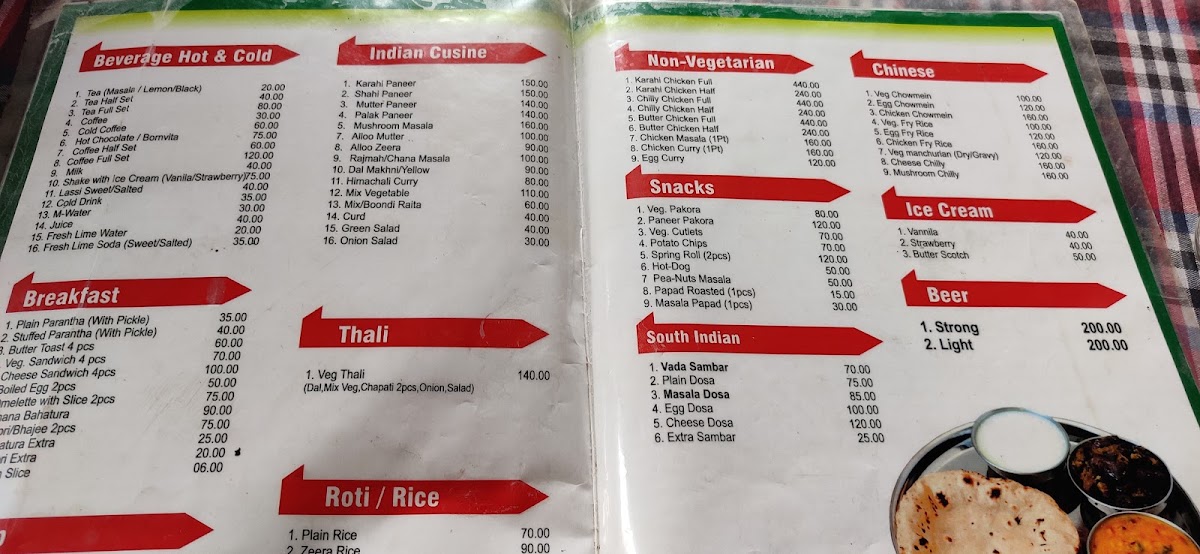 Beverage Hot & Cold
1. Tea (Masala / Lemon/Black) 20.00
2. Tea Half Set 40.00
3. Tea Full Set 80.00
4. Coffee 30.00
5. Cold Coffee 60.00
6. Hot Chocolate / Bornvita 75.00
7. Coffee Half Set 60.00
8. Coffee Full Set 120.00
9. Milk 40.00
10. Shake with Ice Cream (Vanila/Strawberry) 75.00
11. Lassi Sweet/Salted 40.00
12. Cold Drink 35.00
13. M-Water 30.00
14. Juice 40.00
15. Fresh Lime Water 20.00
16. Fresh Lime Soda (Sweet/Salted) 35.00
Breakfast
1. Plain Parantha (With Pickle) 35.00
2. Stuffed Parantha (With Pickle) 40.00
. Butter Toast 4 pcs 60.00
. Veg. Sandwich 4 pcs 70.00
Cheese Sandwich 4pcs 100.00
Boiled Egg 2pcs 50.00
melette with Slice 2pcs 75.00
ana Bahatura 90.00
ri/Bhajee 2pcs 75.00
atura Extra 25.00
ri Extra 20.00
Slice 06.00
Indian Cusine
1. Karahi Paneer 150.00
2. Shahi Paneer 150.00
3. Mutter Paneer 140.00
4. Palak Paneer 140.00
5. Mushroom Masala 160.00
7. Alloo Mutter 100.00
8. Alloo Zeera 90.00
9. Rajmah/Chana Masala 100.00
10. Dal Makhni/Yellow 90.00
11. Himachali Curry 80.00
12. Mix Vegetable 110.00
13. Mix/Boondi Raita 60.00
14. Curd 40.00
15. Green Salad 40.00
16. Onion Salad 30.00
Thali
1. Veg Thali 140.00
(Dal,Mix Veg,Chapati 2pcs,Onion,Salad)
Roti / Rice
1. Plain Rice 70.00
2. Zeera Rice 90.00
Non-Vegetarian
1. Karahi Chicken Full 440.00
2. Karahi Chicken Half 240.00
3. Chilly Chicken Full 440.00
4. Chilly Chicken Half 240.00
5. Butter Chicken Full 440.00
6. Butter Chicken Half 240.00
7. Chicken Masala (1Pt) 160.00
8. Chicken Curry (1Pt) 160.00
9. Egg Curry 120.00
Snacks
1. Veg. Pakora 80.00
2. Paneer Pakora 120.00
3. Veg. Cutlets 70.00
4. Potato Chips 70.00
5. Spring Roll (2pcs) 120.00
6. Hot-Dog 50.00
7 Pea-Nuts Masala 50.00
8. Papad Roasted (1pcs) 15.00
9. Masala Papad (1pcs) 30.00
South Indian
1. Vada Sambar 70.00
2. Plain Dosa 75.00
3. Masala Dosa 85.00
4. Egg Dosa 100.00
5. Cheese Dosa 120.00
6. Extra Sambar 25.00
Chinese
1. Veg Chowmein 100.00
2. Egg Chowmein 120.00
3. Chicken Chowmein 160.00
4. Veg. Fry Rice 100.00
5. Egg Fry Rice 120.00
6. Chicken Fry Rice 160.00
7. Veg manchurian (Dry/Gravy) 120.00
8. Cheese Chilly 160.00
9. Mushroom Chilly 160.00
Ice Cream
1. Vannila 40.00
2. Strawberry 40.00
3. Butter Scotch 50.00
Beer
1. Strong 200.00
2. Light 200.00